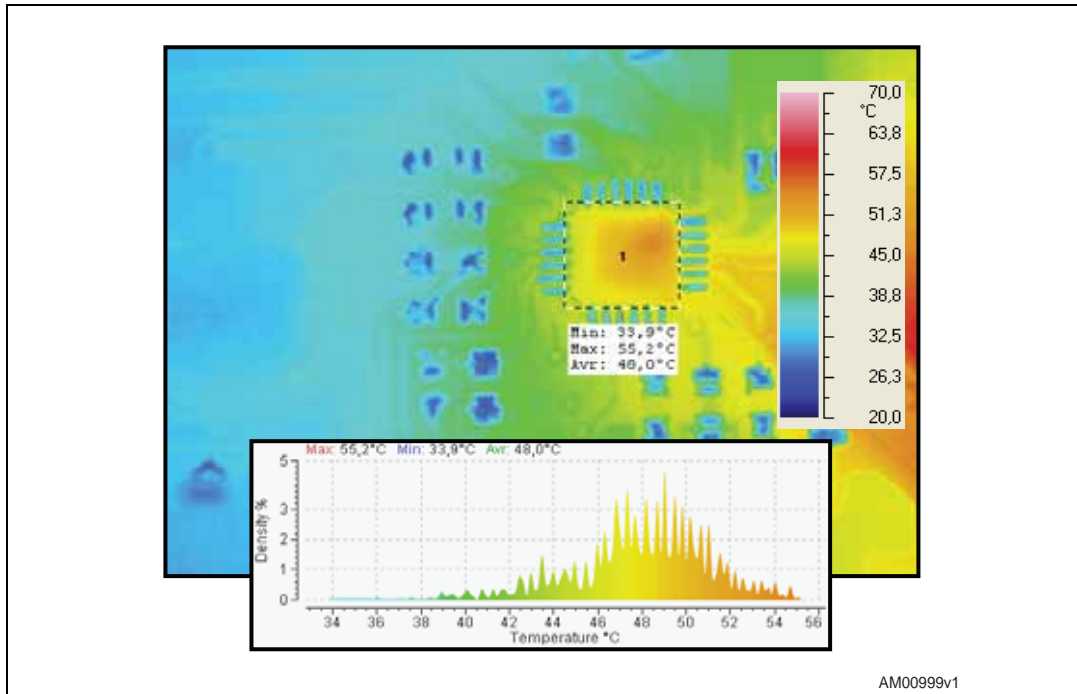 70,0
°C
63,8
57,5
51,3
45,0
38,8
32,5
26,3
20,0
1
Min: 33,9°C
Max: 55,2°C
Avr: 48,0°C
Max: 55,2°C Min: 33,9°C Avr: 48,0°C
Density %
5
3
2
1
0
34 36 38 40 42 44 46 48 50 52 54 56
Temperature °C
AM00999v1